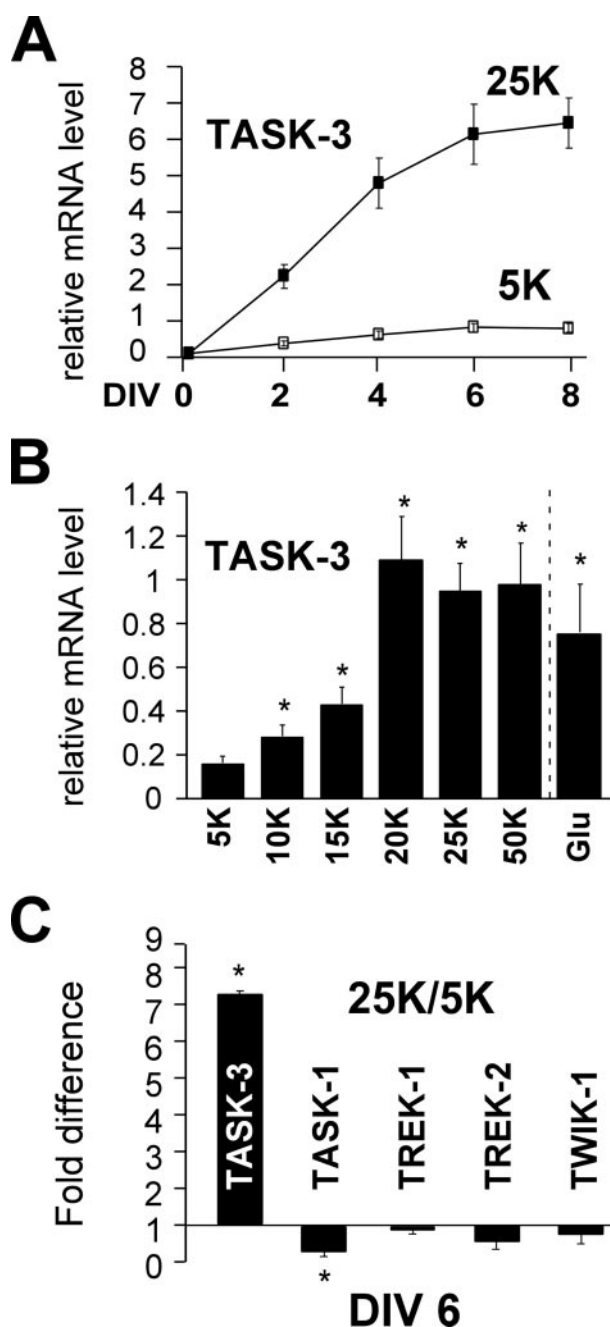 A
relative mRNA level
8
7
6
5
4
3
2
1
0
TASK-3
25K
5K
DIV 0 2 4 6 8
B
relative mRNA level
1.4
1.2
1
0.8
0.6
0.4
0.2
0
TASK-3
* * * * * *
5K 10K 15K 20K 25K 50K Glu
C
Fold difference
9
8
7
6
5
4
3
2
1
0
*
25K/5K
TASK-3 TASK-1 TREK-1 TREK-2 TWIK-1
*
DIV 6